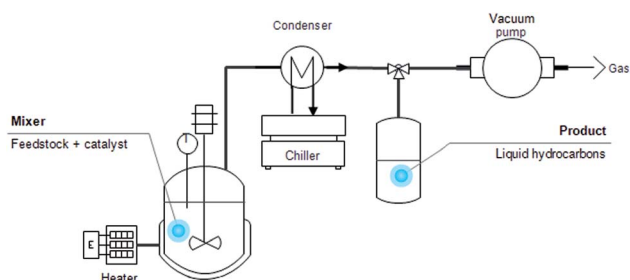 Condenser
Vacuum
pump
Gas
Mixer
Feedstock + catalyst
Chiller
Product
Liquid hydrocarbons
E
Heater